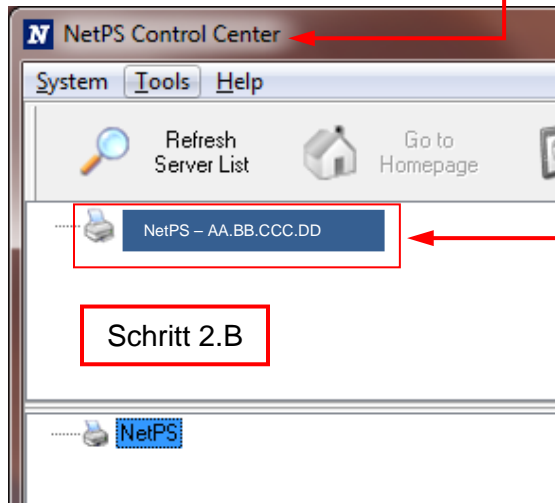 NetPS Control Center
System Tools Help
Refresh
Server List
Go to
Homepage
NetPS – AA.BB.CCC.DD
Schritt 2.B
NetPS